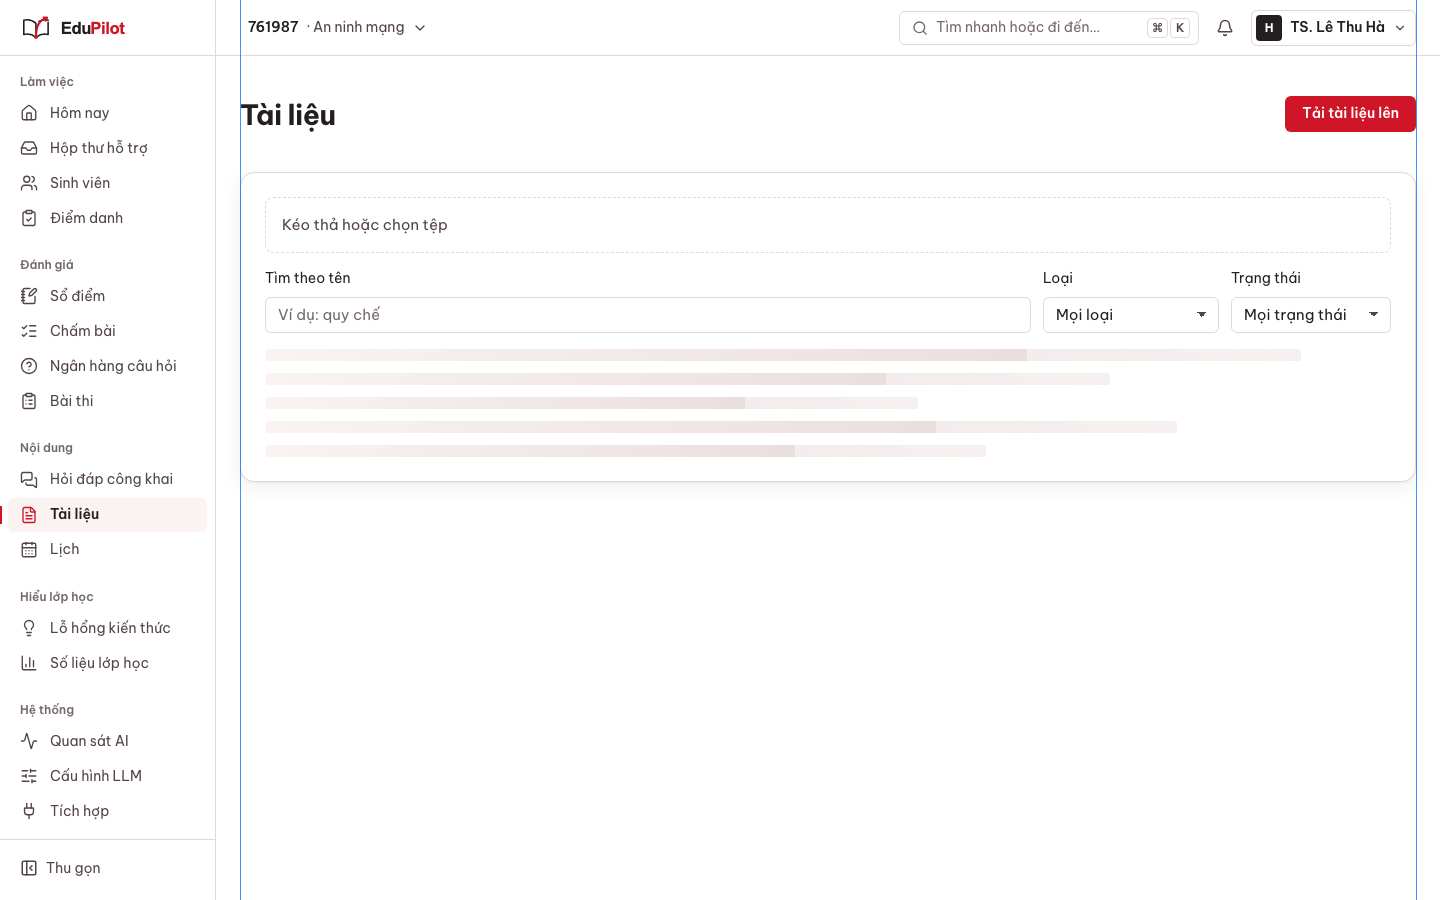 EduPilot
761987 · An ninh mạng
Tìm nhanh hoặc đi đến...
⌘ K
H TS. Lê Thu Hà
Làm việc
Hôm nay
Hộp thư hỗ trợ
Sinh viên
Điểm danh
Đánh giá
Sổ điểm
Chấm bài
Ngân hàng câu hỏi
Bài thi
Nội dung
Hỏi đáp công khai
Tài liệu
Lịch
Hiểu lớp học
Lỗ hổng kiến thức
Số liệu lớp học
Hệ thống
Quan sát AI
Cấu hình LLM
Tích hợp
Thu gọn
Tài liệu
Tải tài liệu lên
Kéo thả hoặc chọn tệp
Tìm theo tên
Loại
Trạng thái
Ví dụ: quy chế
Mọi loại
Mọi trạng thái